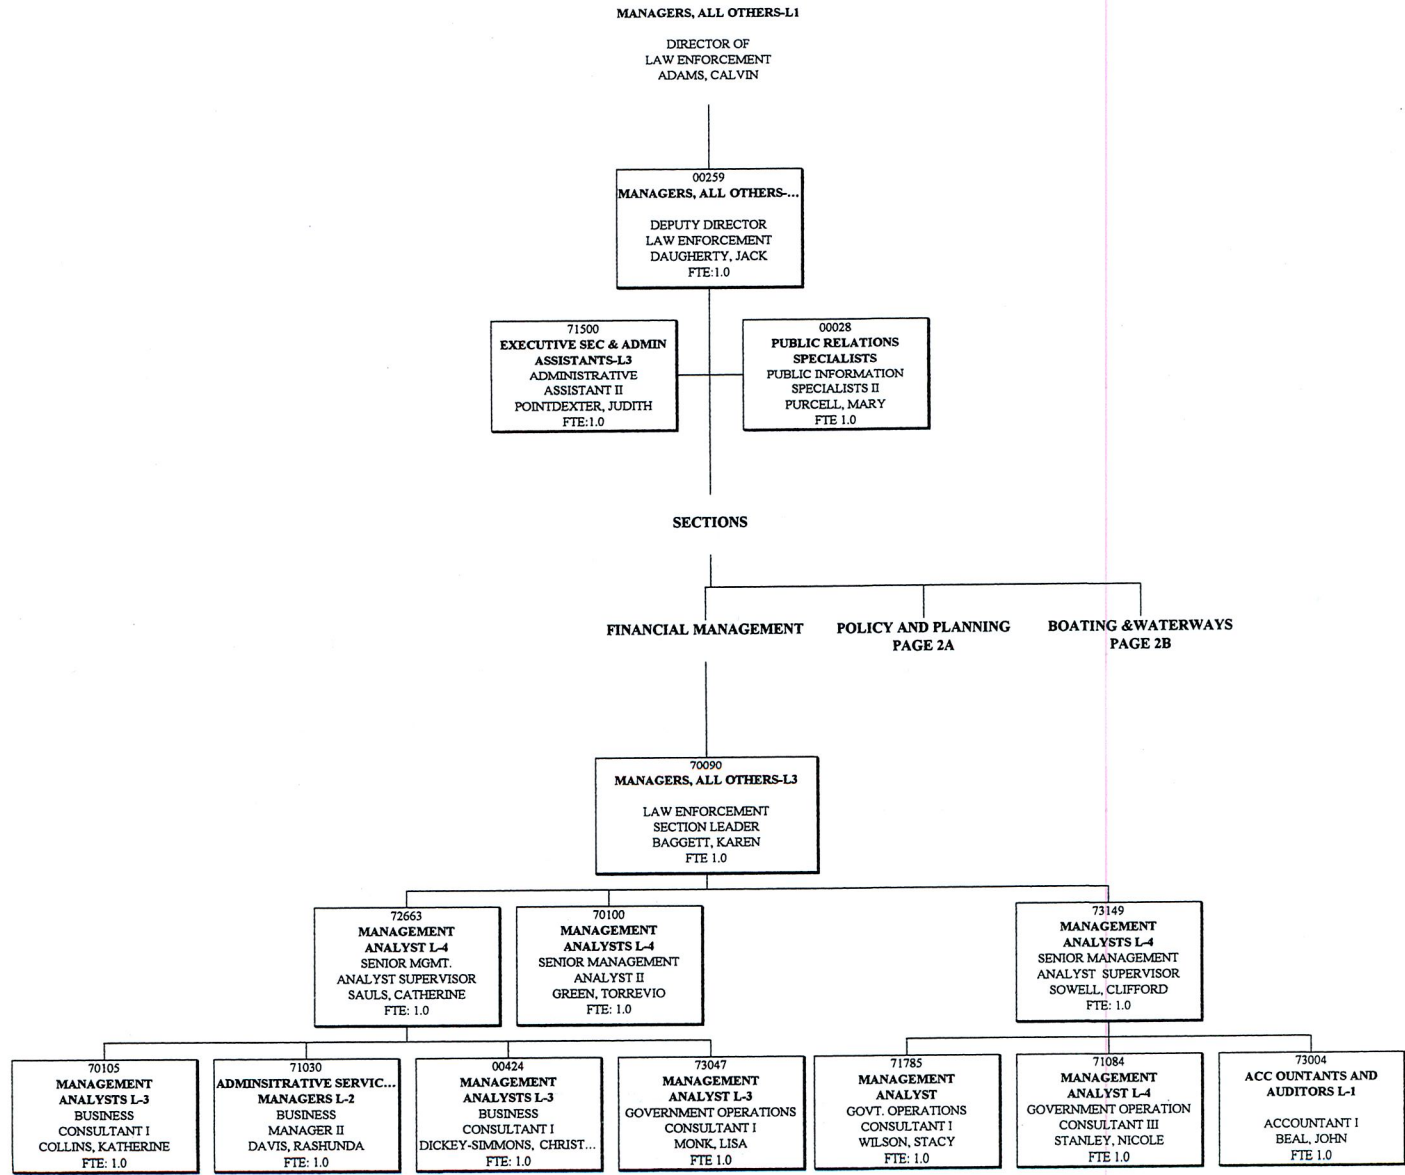 MANAGERS, ALL OTHERS-L1
DIRECTOR OF
LAW ENFORCEMENT
ADAMS, CALVIN
00259
MANAGERS, ALL OTHERS-...
DEPUTY DIRECTOR
LAW ENFORCEMENT
DAUGHERTY, JACK
FTE:1.0
71500
EXECUTIVE SEC & ADMIN
ASSISTANTS-L3
ADMINISTRATIVE
ASSISTANT II
POINTDEXTER, JUDITH
FTE:1.0
00028
PUBLIC RELATIONS
SPECIALISTS
PUBLIC INFORMATION
SPECIALISTS II
PURCELL, MARY
FTE 1.0
SECTIONS
FINANCIAL MANAGEMENT
POLICY AND PLANNING
PAGE 2A
BOATING &WATERWAYS
PAGE 2B
70090
MANAGERS, ALL OTHERS-L3
LAW ENFORCEMENT
SECTION LEADER
BAGGETT, KAREN
FTE 1.0
72663
MANAGEMENT
ANALYST L-4
SENIOR MGMT.
ANALYST SUPERVISOR
SAULS, CATHERINE
FTE: 1.0
70100
MANAGEMENT
ANALYSTS L-4
SENIOR MANAGEMENT
ANALYST II
GREEN, TORREVIO
FTE: 1.0
73149
MANAGEMENT
ANALYSTS L-4
SENIOR MANAGEMENT
ANALYST SUPERVISOR
SOWELL, CLIFFORD
FTE: 1.0
70105
MANAGEMENT
ANALYSTS L-3
BUSINESS
CONSULTANT I
COLLINS, KATHERINE
FTE: 1.0
71030
ADMINSITRATIVE SERVIC...
MANAGERS L-2
BUSINESS
MANAGER II
DAVIS, RASHUNDA
FTE: 1.0
00424
MANAGEMENT
ANALYSTS L-3
BUSINESS
CONSULTANT I
DICKEY-SIMMONS, CHRIST...
FTE: 1.0
73047
MANAGEMENT
ANALYST L-3
GOVERNMENT OPERATIONS
CONSULTANT I
MONK, LISA
FTE 1.0
71785
MANAGEMENT
ANALYST
GOVT. OPERATIONS
CONSULTANT I
WILSON, STACY
FTE: 1.0
71084
MANAGEMENT
ANALYST L-4
GOVERNMENT OPERATION
CONSULTANT III
STANLEY, NICOLE
FTE 1.0
73004
ACC OUNTANTS AND
AUDITORS L-1
ACCOUNTANT I
BEAL, JOHN
FTE 1.0